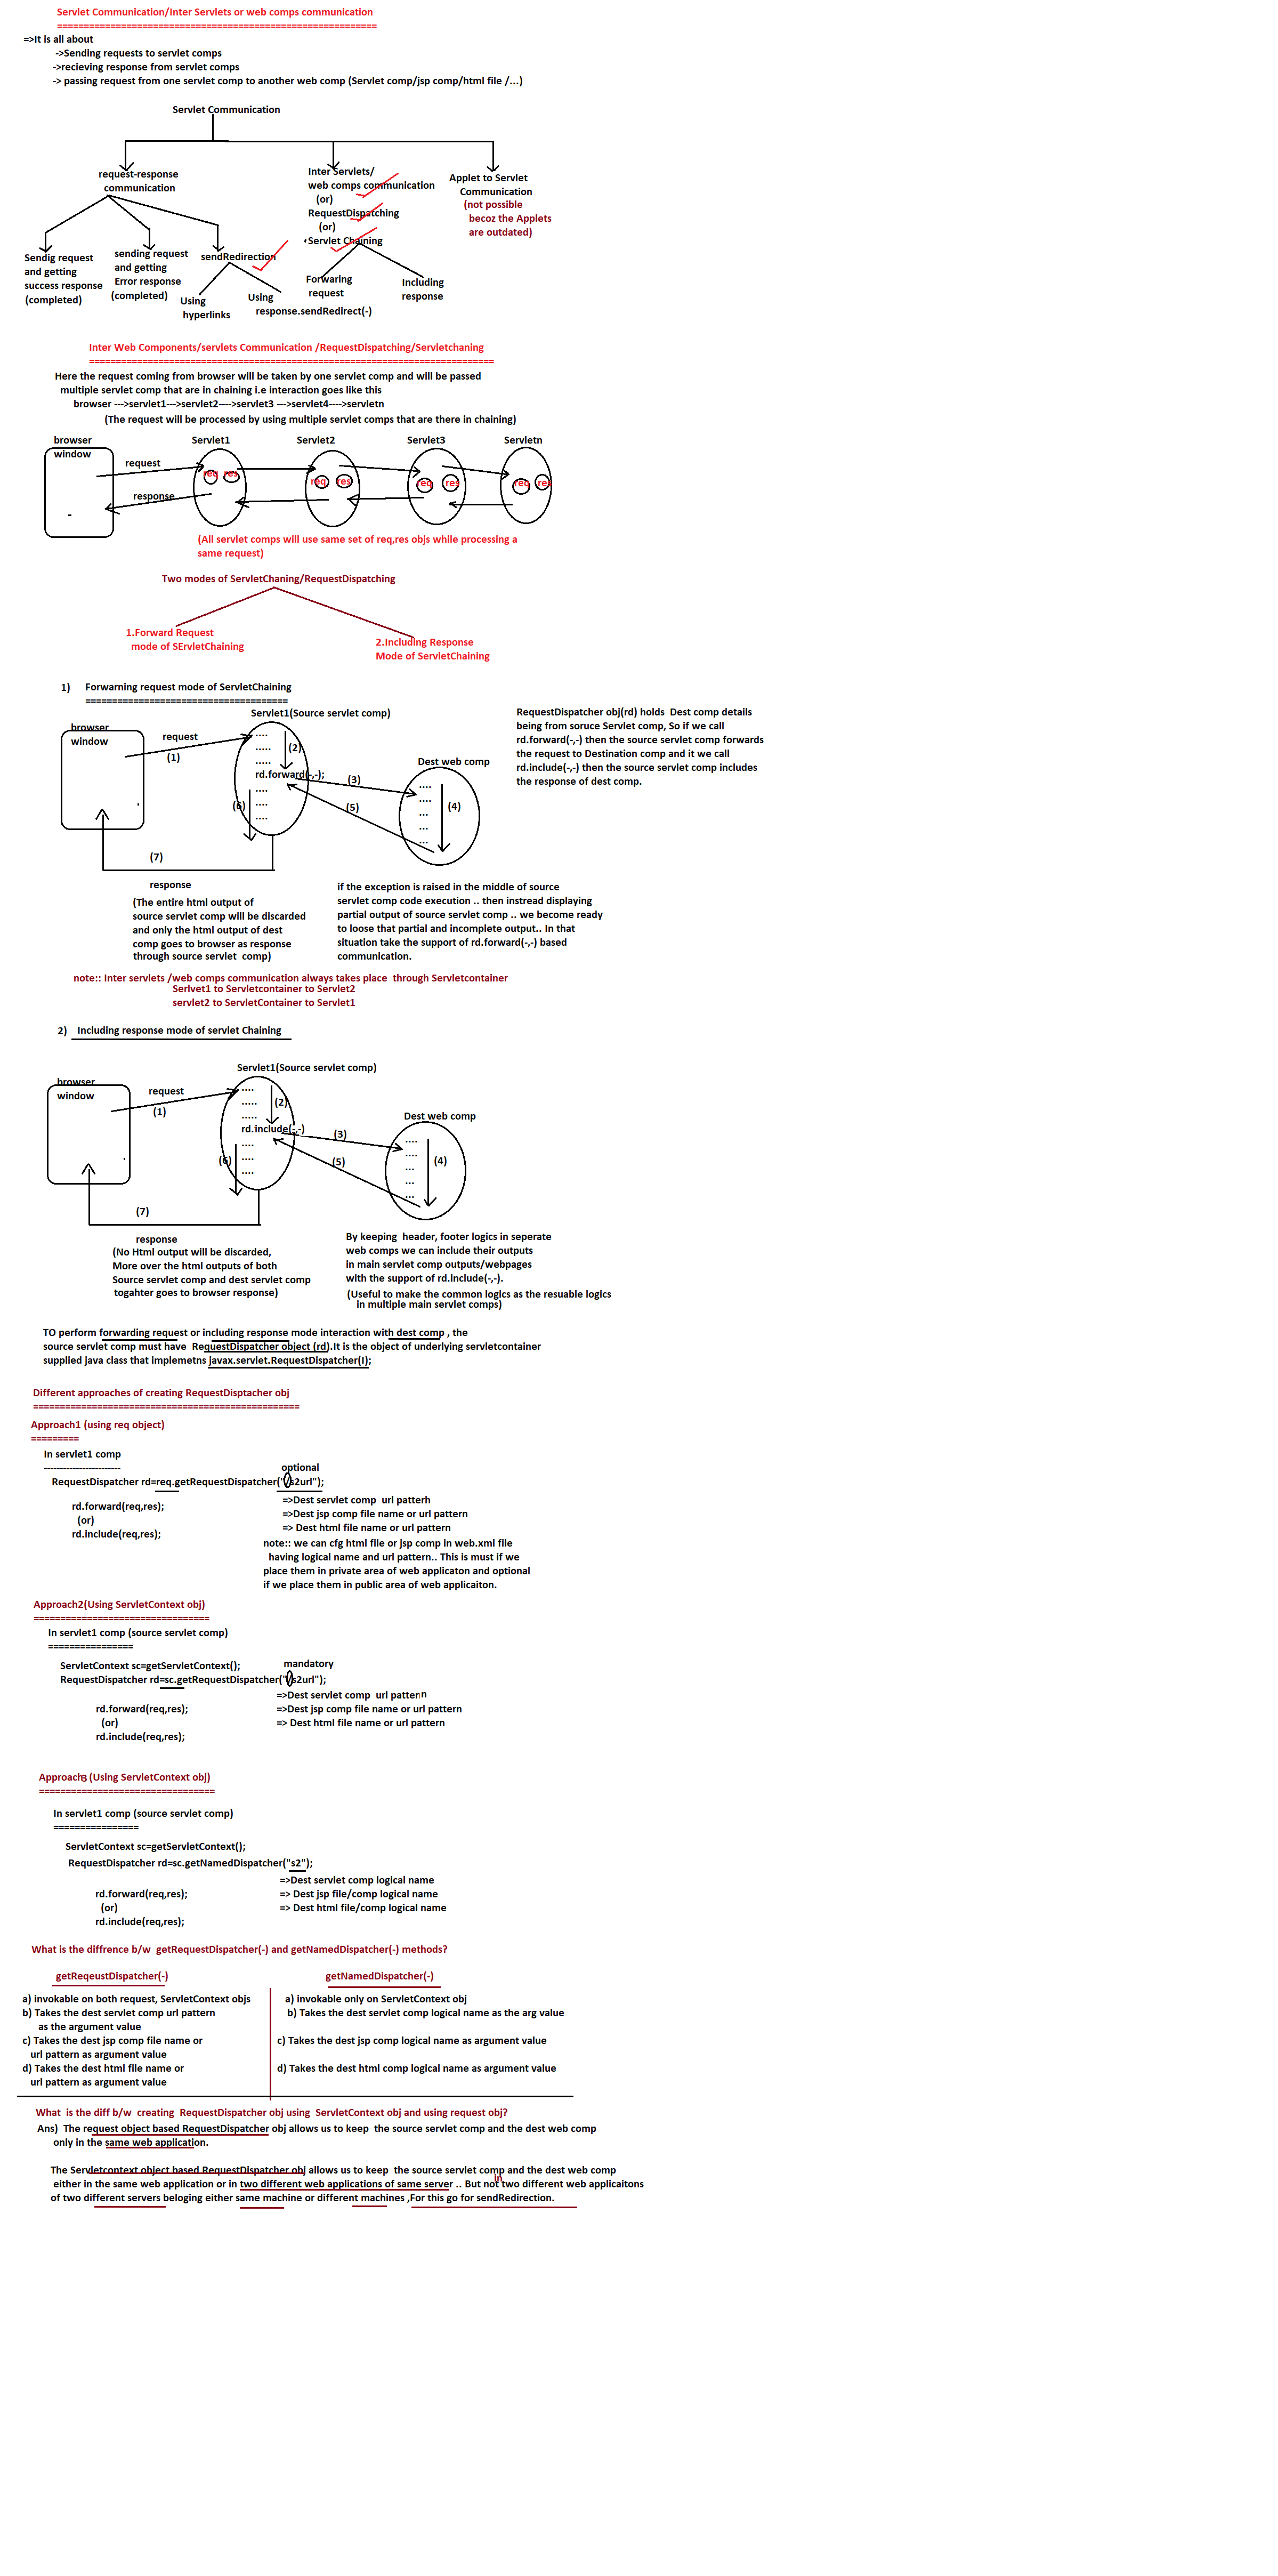 Servlet Communication/Inter Servlets or web comps communication
=============================================================
=>It is all about
->Sending requests to servlet comps
->recieving response from servlet comps
-> passing request from one servlet comp to another web comp (Servlet comp/jsp comp/html file /...)
Servlet Communication
request-response
communication
Inter Servlets/
web comps communication
(or)
RequestDispatching
(or)
Servlet Chaining
Applet to Servlet
Communication
(not possible
becoz the Applets
are outdated)
Sendig request
and getting
success response
(completed)
sending request
and getting
Error response
(completed)
sendRedirection
Using
hyperlinks
Using
response.sendRedirect(-)
Forwaring
request
Including
response
Inter Web Components/servlets Communication /RequestDispatching/Servletchaning
=============================================================================
Here the request coming from browser will be taken by one servlet comp and will be passed
multiple servlet comp that are in chaining i.e interaction goes like this
browser --->servlet1--->servlet2---->servlet3 --->servlet4---->servletn
(The request will be processed by using multiple servlet comps that are there in chaining)
browser
window
Servlet1
Servlet2
Servlet3
Servletn
request
response
req res
req res
req res
req res
(All servlet comps will use same set of req,res objs while processing a
same request)
Two modes of ServletChaning/RequestDispatching
1.Forward Request
mode of SErvletChaining
2.Including Response
Mode of ServletChaining
1) Forwarning request mode of ServletChaining
======================================
Servlet1(Source servlet comp)
browser
window
request
(1)
....
.....
.....
(2)
rd.forward(-,-);
....
....
....
(6)
(3)
(5)
Dest web comp
....
....
...
...
...
(4)
(7)
response
RequestDispatcher obj(rd) holds Dest comp details
being from soruce Servlet comp, So if we call
rd.forward(-,-) then the source servlet comp forwards
the request to Destination comp and it we call
rd.include(-,-) then the source servlet comp includes
the response of dest comp.
(The entire html output of
source servlet comp will be discarded
and only the html output of dest
comp goes to browser as response
through source servlet comp)
if the exception is raised in the middle of source
servlet comp code execution .. then instread displaying
partial output of source servlet comp .. we become ready
to loose that partial and incomplete output.. In that
situation take the support of rd.forward(-,-) based
communication.
note:: Inter servlets /web comps communication always takes place through Servletcontainer
Serlvet1 to Servletcontainer to Servlet2
servlet2 to ServletContainer to Servlet1
2) Including response mode of servlet Chaining
Servlet1(Source servlet comp)
browser
window
request
(1)
....
.....
.....
(2)
rd.include(-,-)
....
....
....
(6)
(3)
(5)
Dest web comp
....
....
...
...
...
(4)
(7)
response
(No Html output will be discarded,
More over the html outputs of both
Source servlet comp and dest servlet comp
togahter goes to browser response)
By keeping header, footer logics in seperate
web comps we can include their outputs
in main servlet comp outputs/webpages
with the support of rd.include(-,-).
(Useful to make the common logics as the resuable logics
in multiple main servlet comps)
TO perform forwarding request or including response mode interaction with dest comp , the
source servlet comp must have RequestDispatcher object (rd).It is the object of underlying servletcontainer
supplied java class that implemetns javax.servlet.RequestDispatcher(I);
Different approaches of creating RequestDisptacher obj
==================================================
Approach1 (using req object)
=========
In servlet1 comp
------------------------
optional
RequestDispatcher rd=req.getRequestDispatcher("/s2url");
rd.forward(req,res);
(or)
rd.include(req,res);
=>Dest servlet comp url patterh
=>Dest jsp comp file name or url pattern
=> Dest html file name or url pattern
note:: we can cfg html file or jsp comp in web.xml file
having logical name and url pattern.. This is must if we
place them in private area of web applicaton and optional
if we place them in public area of web applicaiton.
Approach2(Using ServletContext obj)
=================================
In servlet1 comp (source servlet comp)
================
ServletContext sc=getServletContext();
mandatory
RequestDispatcher rd=sc.getRequestDispatcher("/s2url");
rd.forward(req,res);
(or)
rd.include(req,res);
=>Dest servlet comp url pattern
=>Dest jsp comp file name or url pattern
=> Dest html file name or url pattern
Approach3 (Using ServletContext obj)
=================================
In servlet1 comp (source servlet comp)
================
ServletContext sc=getServletContext();
RequestDispatcher rd=sc.getNamedDispatcher("s2");
rd.forward(req,res);
(or)
rd.include(req,res);
=>Dest servlet comp logical name
=> Dest jsp file/comp logical name
=> Dest html file/comp logical name
What is the diffrence b/w getRequestDispatcher(-) and getNamedDispatcher(-) methods?
getReqeustDispatcher(-)
a) invokable on both request, ServletContext objs
b) Takes the dest servlet comp url pattern
as the argument value
c) Takes the dest jsp comp file name or
url pattern as argument value
d) Takes the dest html file name or
url pattern as argument value
getNamedDispatcher(-)
a) invokable only on ServletContext obj
b) Takes the dest servlet comp logical name as the arg value
c) Takes the dest jsp comp logical name as argument value
d) Takes the dest html comp logical name as argument value
What is the diff b/w creating RequestDispatcher obj using ServletContext obj and using request obj?
Ans) The request object based RequestDispatcher obj allows us to keep the source servlet comp and the dest web comp
only in the same web application.
The Servletcontext object based RequestDispatcher obj allows us to keep the source servlet comp and the dest web comp
either in the same web application or in two different web applications of same server .. But not in two different web applicaitons
of two different servers beloging either same machine or different machines ,For this go for sendRedirection.